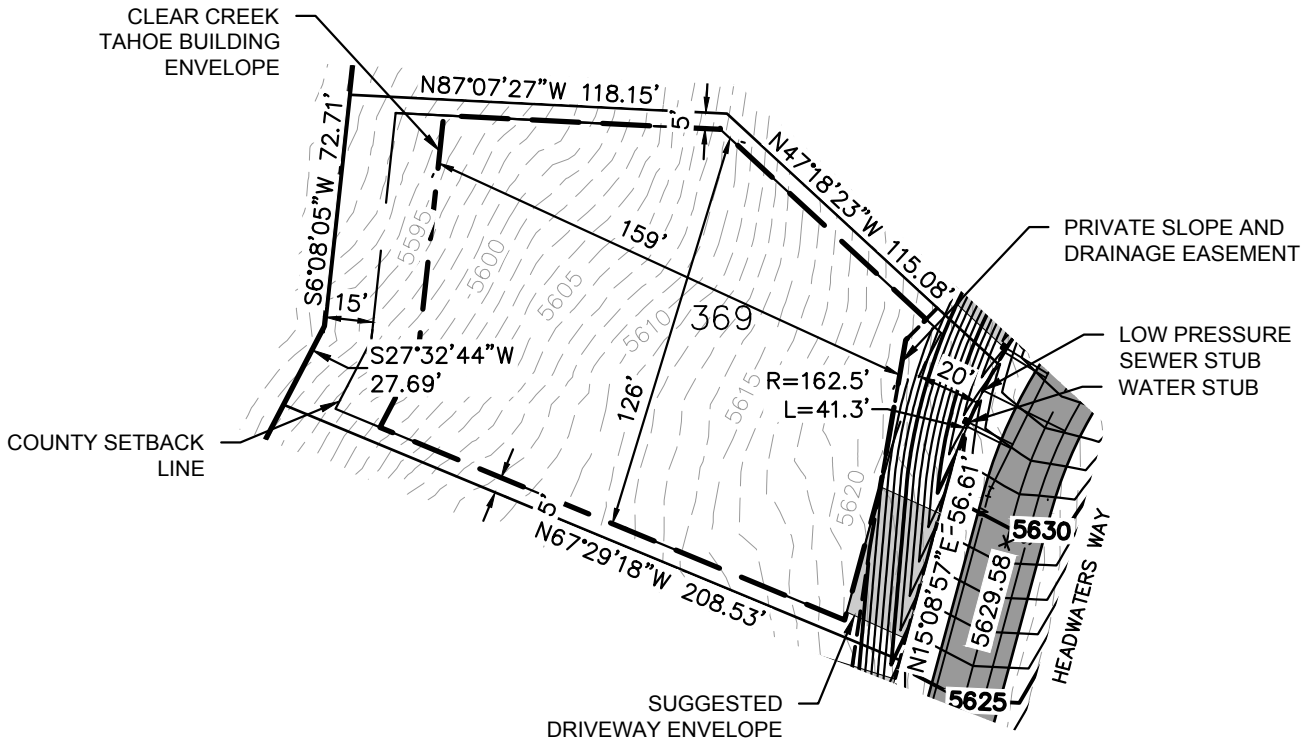 CLEAR CREEK
TAHOE BUILDING
ENVELOPE
N87°07'27"W 118.15'
5'
N47°18'23"W 115.08'
S6°08'05"W 72.71'
PRIVATE SLOPE AND
DRAINAGE EASEMENT
159'
5595
5600
5605
5610
5615
5620
369
126'
15'
S27°32'44"W
27.69'
R=162.5'
L=41.3'
20'
LOW PRESSURE
SEWER STUB
WATER STUB
COUNTY SETBACK
LINE
5'
N67°29'18"W 208.53'
N15°08'57"E 56.61'
5630
5629.58
HEADWATERS WAY
5625
SUGGESTED
DRIVEWAY ENVELOPE